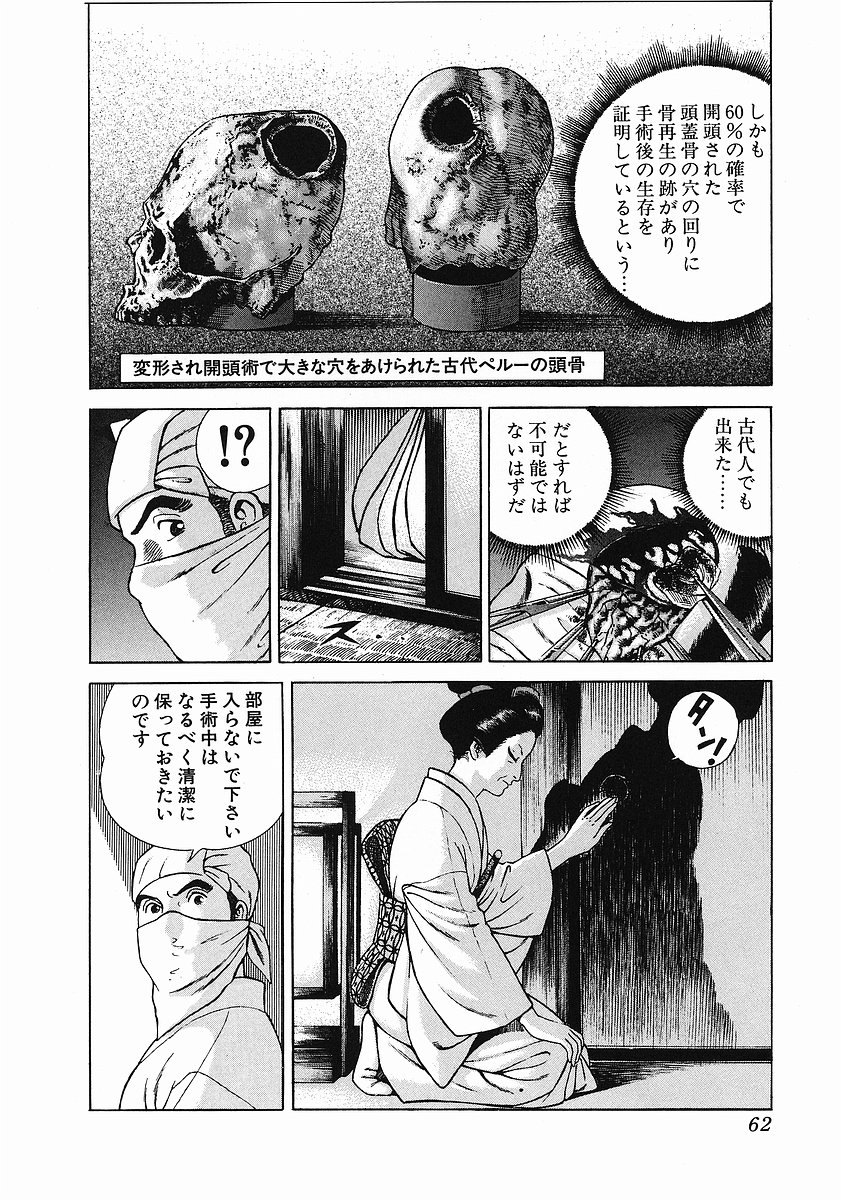 しかも
60%の確率で
開頭された
頭蓋骨の穴の回りに
骨再生の跡があり
手術後の生存を
証明しているという……
変形され開頭術で大きな穴をあけられた古代ペルーの頭骨
古代人でも
出来た……
だとすれば
不可能では
ないはずだ
!?
タン!
部屋に
入らないで下さい
手術中は
なるべく清潔に
保っておきたい
のです
62